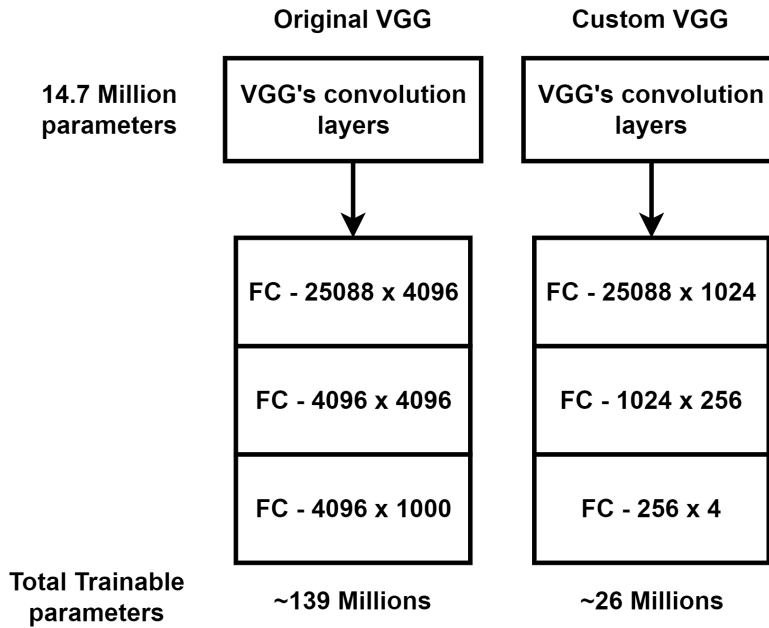 Original VGG
Custom VGG
14.7 Million
parameters
VGG's convolution
layers
VGG's convolution
layers
FC - 25088 x 4096
FC - 25088 x 1024
FC - 4096 x 4096
FC - 1024 x 256
FC - 4096 x 1000
FC - 256 x 4
Total Trainable
parameters
~139 Millions
~26 Millions